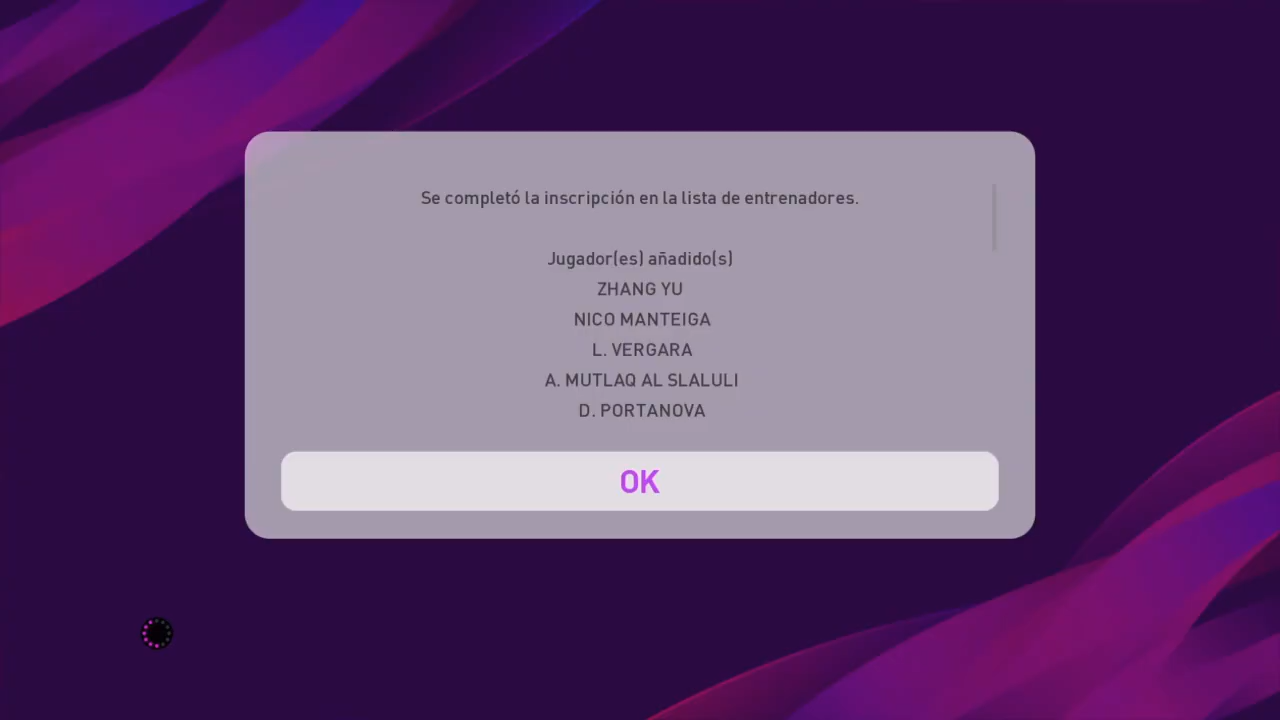 Se completó la inscripción en la lista de entrenadores.
Jugador(es) añadido(s)
ZHANG YU
NICO MANTEIGA
L. VERGARA
A. MUTLAQ AL SLALULI
D. PORTANOVA
OK